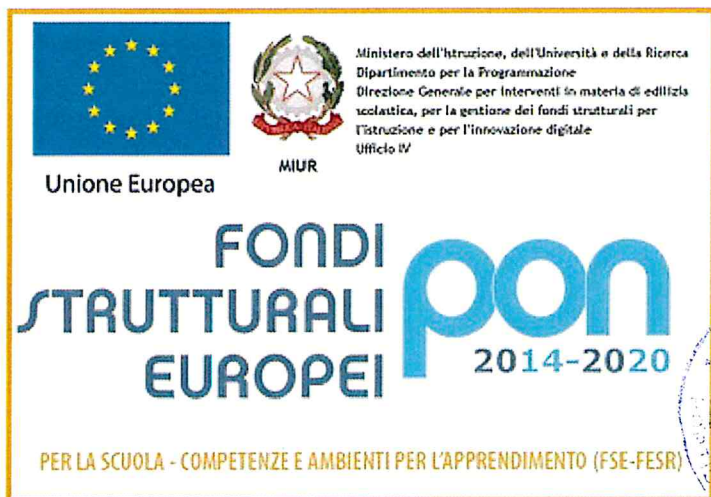 Unione Europea
MIUR
Ministero dell'Istruzione, dell'Università e della Ricerca
Dipartimento per la Programmazione
Direzione Generale per interventi in materia di edilizia
scolastica, per la gestione dei fondi strutturali per
l'istruzione e per l'innovazione digitale
Ufficio IV
FONDI
STRUTTURALI
EUROPEI
pon
2014-2020
PER LA SCUOLA - COMPETENZE E AMBIENTI PER L'APPRENDIMENTO (FSE-FESR)